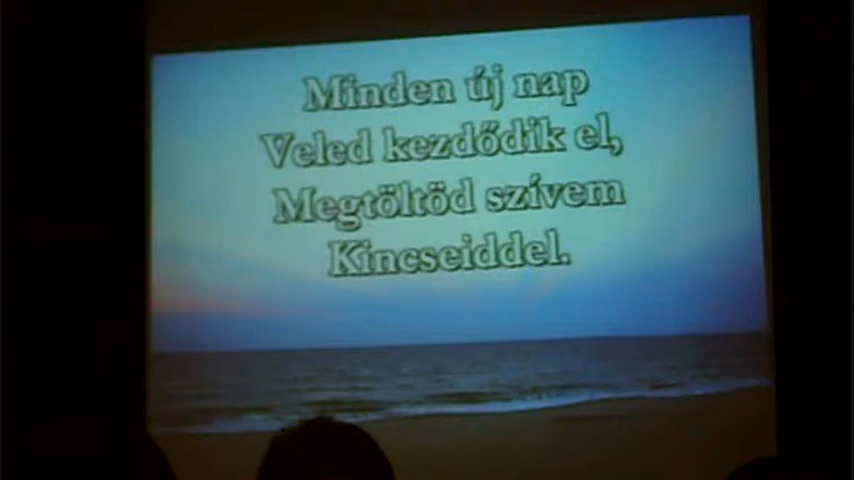 Minden új nap
Veled kezdődik el,
Megtöltöd szívem
Kincseiddel.